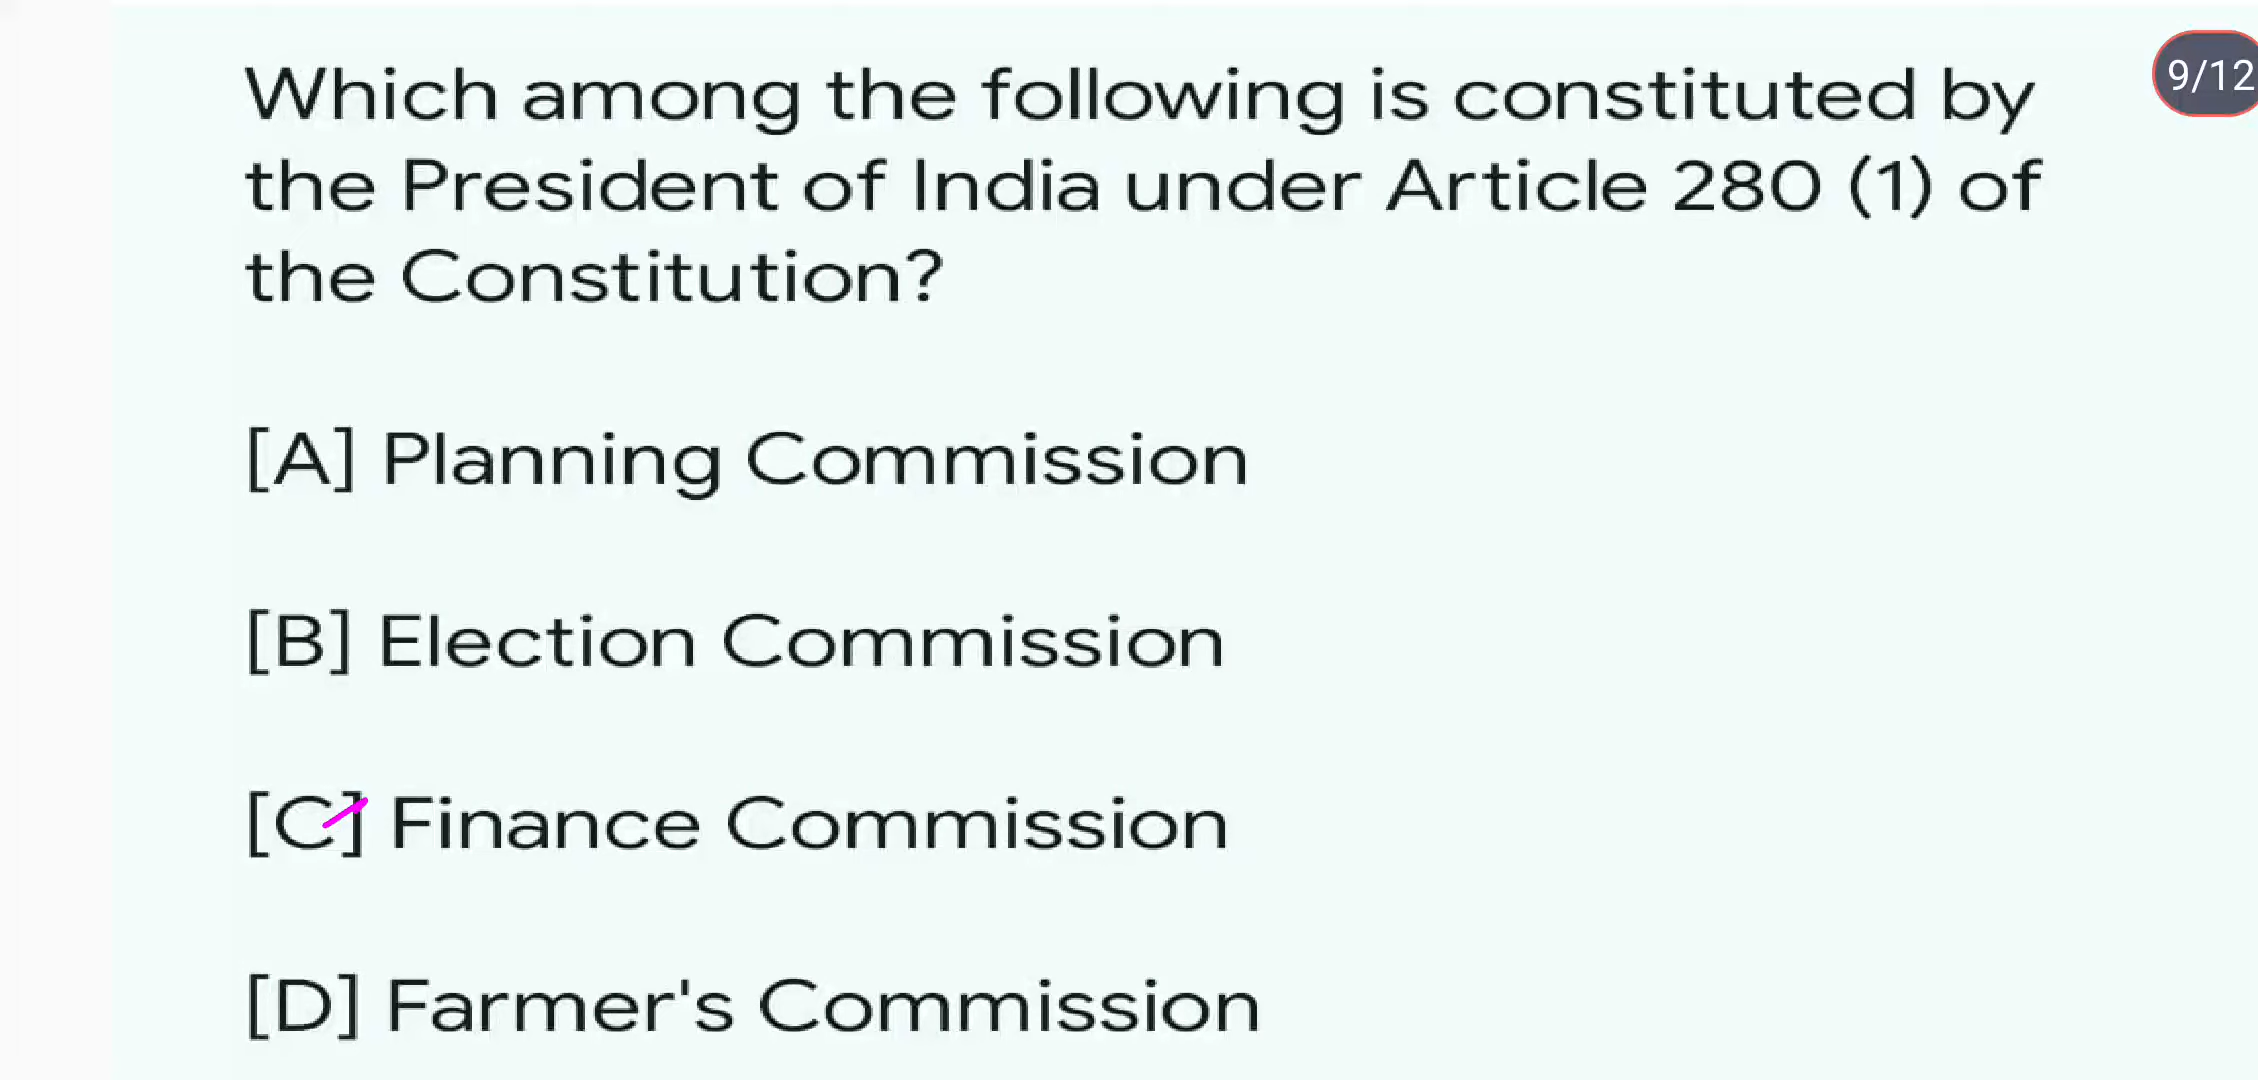 Which among the following is constituted by
9/12
the President of India under Article 280 (1) of
the Constitution?
[A] Planning Commission
[B] Election Commission
[C] Finance Commission
[D] Farmer's Commission